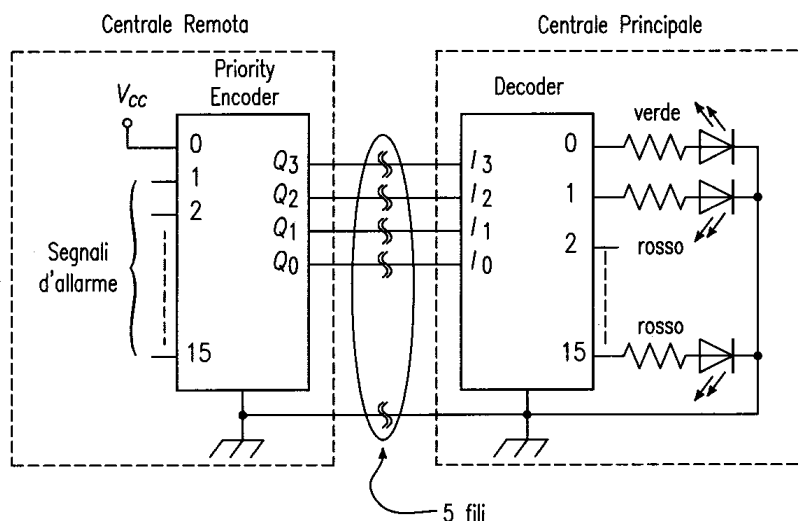 Centrale Remota
Centrale Principale
Priority
Encoder
Decoder
VCC
verde
0
0
1
Q3
I3
1
2
Q2
I2
Q1
I1
2
rosso
Segnali
d'allarme
Q0
I0
15
15
rosso
5 fili